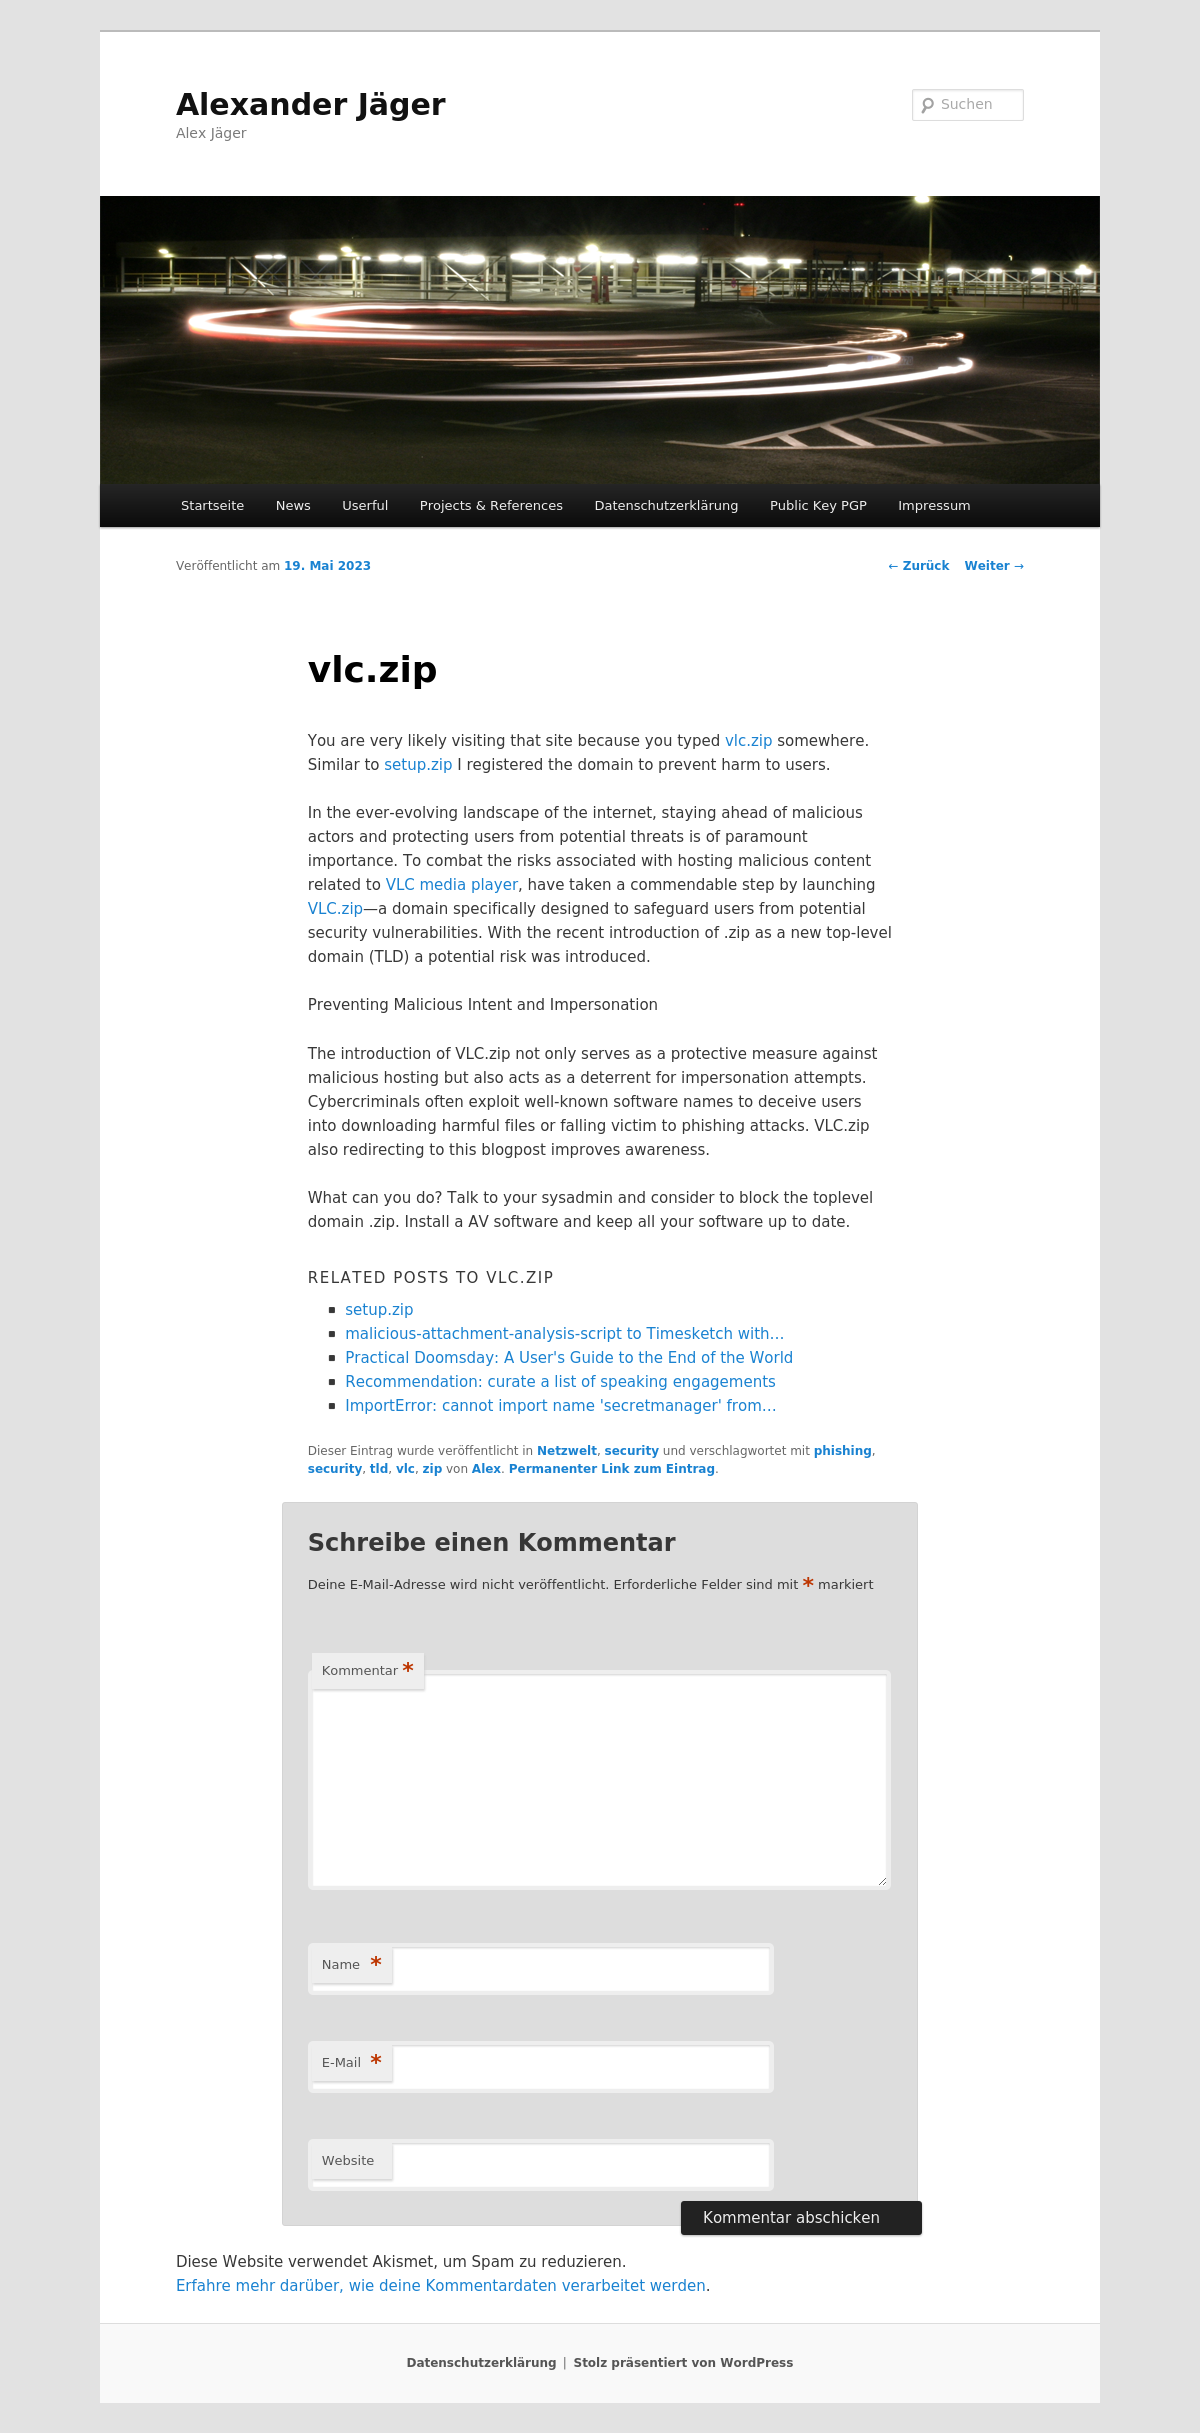 Alexander Jäger
Alex Jäger
Suchen
Startseite News Userful Projects & References Datenschutzerklärung Public Key PGP Impressum
Veröffentlicht am 19. Mai 2023
← Zurück Weiter →
vlc.zip
You are very likely visiting that site because you typed vlc.zip somewhere.
Similar to setup.zip I registered the domain to prevent harm to users.
In the ever-evolving landscape of the internet, staying ahead of malicious
actors and protecting users from potential threats is of paramount
importance. To combat the risks associated with hosting malicious content
related to VLC media player, have taken a commendable step by launching
VLC.zip—a domain specifically designed to safeguard users from potential
security vulnerabilities. With the recent introduction of .zip as a new top-level
domain (TLD) a potential risk was introduced.
Preventing Malicious Intent and Impersonation
The introduction of VLC.zip not only serves as a protective measure against
malicious hosting but also acts as a deterrent for impersonation attempts.
Cybercriminals often exploit well-known software names to deceive users
into downloading harmful files or falling victim to phishing attacks. VLC.zip
also redirecting to this blogpost improves awareness.
What can you do? Talk to your sysadmin and consider to block the toplevel
domain .zip. Install a AV software and keep all your software up to date.
RELATED POSTS TO VLC.ZIP
setup.zip
malicious-attachment-analysis-script to Timesketch with…
Practical Doomsday: A User's Guide to the End of the World
Recommendation: curate a list of speaking engagements
ImportError: cannot import name 'secretmanager' from…
Dieser Eintrag wurde veröffentlicht in Netzwelt, security und verschlagwortet mit phishing,
security, tld, vlc, zip von Alex. Permanenter Link zum Eintrag.
Schreibe einen Kommentar
Deine E-Mail-Adresse wird nicht veröffentlicht. Erforderliche Felder sind mit * markiert
Kommentar *
Name *
E-Mail *
Website
Kommentar abschicken
Diese Website verwendet Akismet, um Spam zu reduzieren.
Erfahre mehr darüber, wie deine Kommentardaten verarbeitet werden.
Datenschutzerklärung | Stolz präsentiert von WordPress